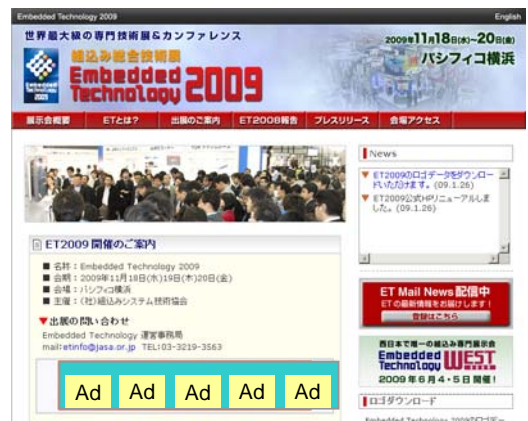 Embedded Technology 2009
English
世界最大級の専門技術展&カンファレンス
2009年11月18日(水)~20日(金)
パシフィコ横浜
組込み総合技術展
Embedded
Technology 2009
展示会概要 ETとは? 出展のご案内 ET2008報告 プレスリリース 会場アクセス
News
ET2009のロゴデータをダウンロー
ドいただけます。(09.1.26)
ET2009公式HPリニューアルしま
した。(09.1.26)
ET2009 開催のご案内
■ 名称:Embedded Technology 2009
■ 会期:2009年11月18日(水)19日(木)20日(金)
■ 会場:パシフィコ横浜
■ 主催:(社)組込みシステム技術協会
▼出展の問い合わせ
Embedded Technology 運営事務局
mail:etinfo@jasa.or.jp TEL:03-3219-3563
Ad Ad Ad Ad Ad
ET Mail News配信中
ETの最新情報をお届けします!
登録はこちら
西日本で唯一の組込み専門展示会
Embedded
Technology WEST
2009年6月4・5日開催!
ロゴダウンロード
Embedded Technology 2009のロゴデー